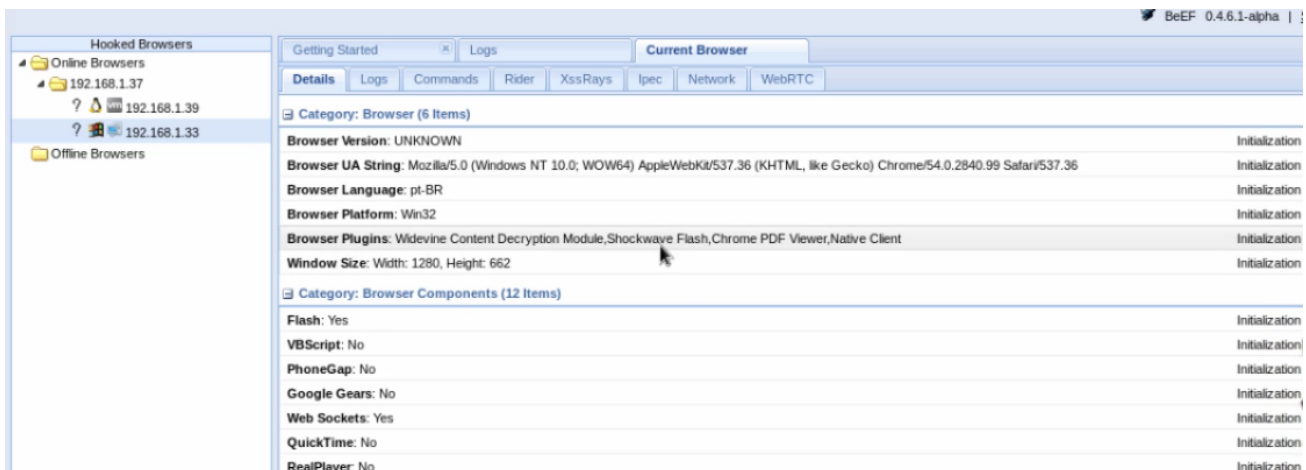 BeEF 0.4.6.1-alpha |
Hooked Browsers
Online Browsers
192.168.1.37
? 192.168.1.39
? 192.168.1.33
Offline Browsers
Getting Started
Logs
Current Browser
Details
Logs
Commands
Rider
XssRays
Ipec
Network
WebRTC
Category: Browser (6 Items)
Browser Version: UNKNOWN Initialization
Browser UA String: Mozilla/5.0 (Windows NT 10.0; WOW64) AppleWebKit/537.36 (KHTML, like Gecko) Chrome/54.0.2840.99 Safari/537.36 Initialization
Browser Language: pt-BR Initialization
Browser Platform: Win32 Initialization
Browser Plugins: Widevine Content Decryption Module,Shockwave Flash,Chrome PDF Viewer,Native Client Initialization
Window Size: Width: 1280, Height: 662 Initialization
Category: Browser Components (12 Items)
Flash: Yes Initialization
VBScript: No Initialization
PhoneGap: No Initialization
Google Gears: No Initialization
Web Sockets: Yes Initialization
QuickTime: No Initialization
RealPlayer: No Initialization